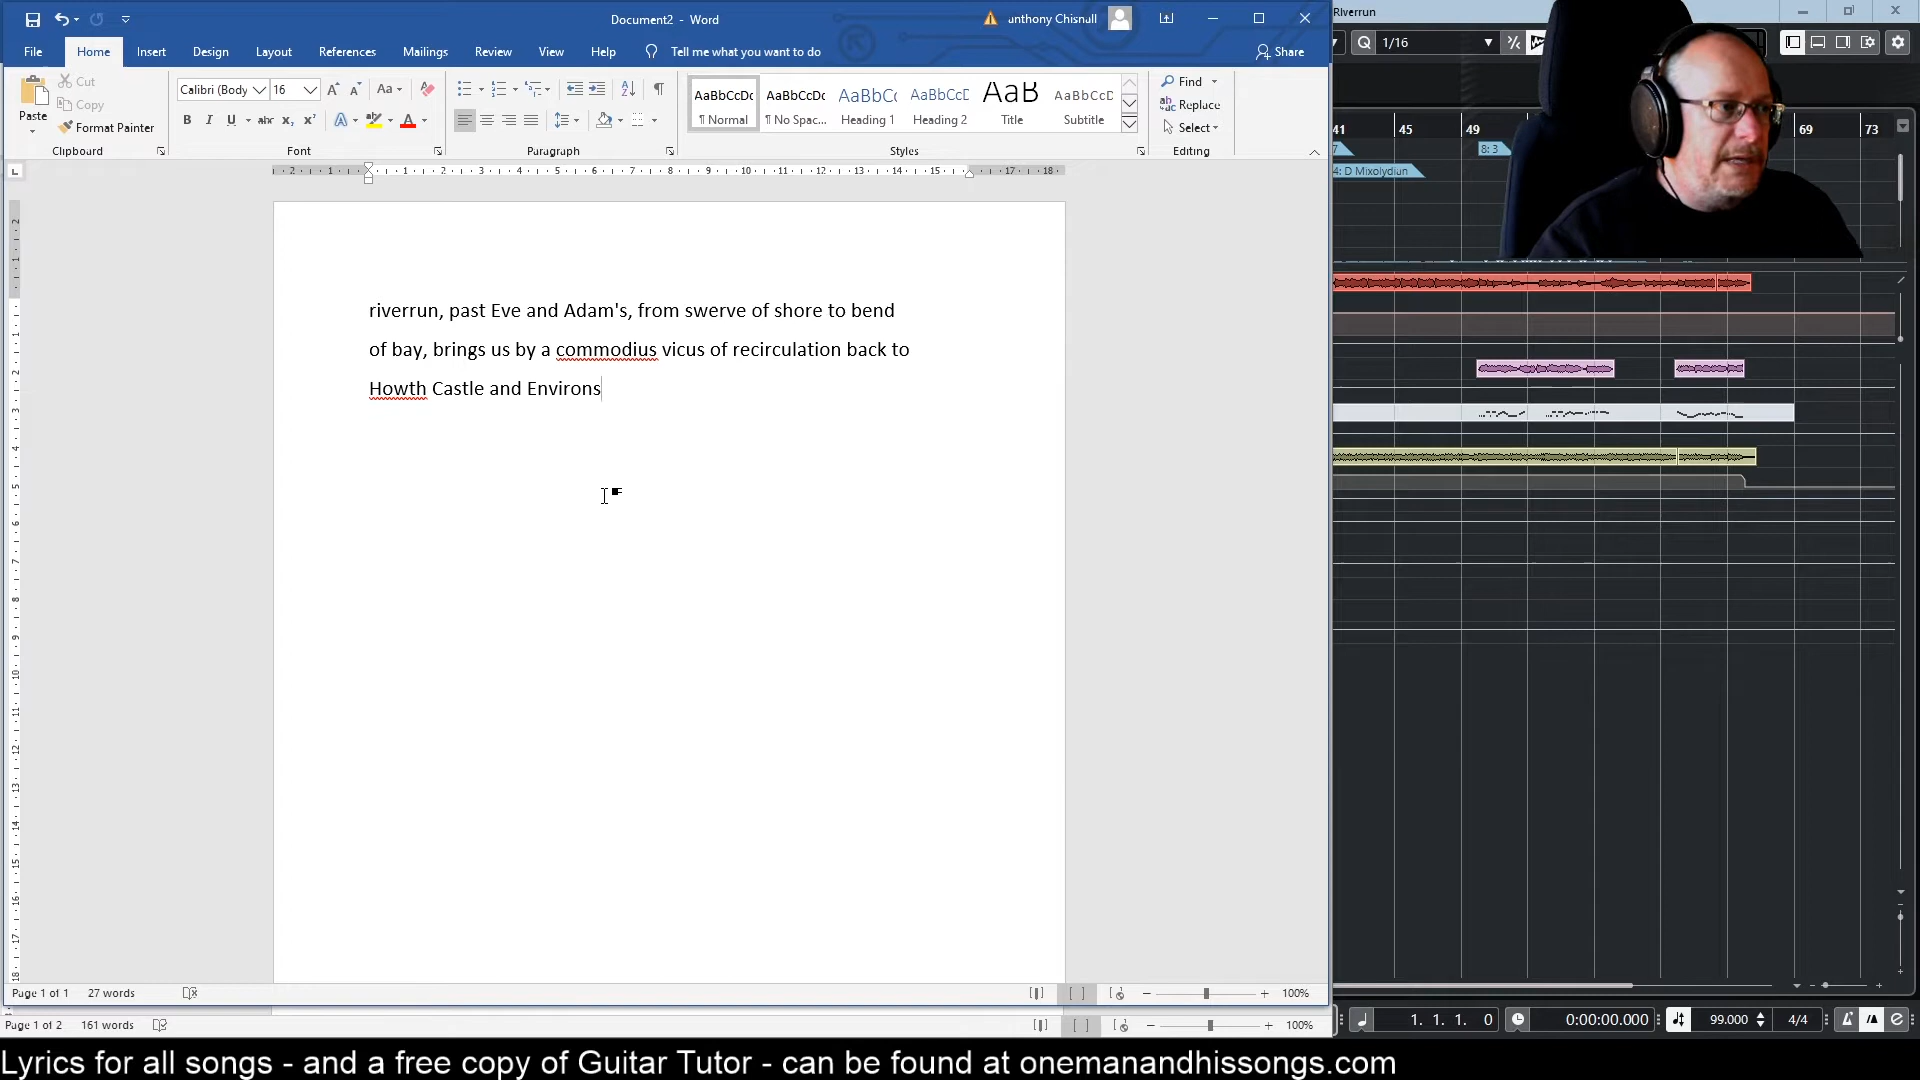 Document2 - Word
anthony Chisnall
Riverrun
File Home Insert Design Layout References Mailings Review View Help Tell me what you want to do Share
Paste
Cut
Copy
Format Painter
Clipboard
Calibri (Body 16
Font
Paragraph
AaBbCcDc AaBbCcDc AaBbCc AaBbCcD AaB AaBbCcD
¶ Normal ¶ No Spac... Heading 1 Heading 2 Title Subtitle
Styles
Find
Replace
Select
Editing
Q 1/16
41 45 49 69 73
8: 3
4: D Mixolydian
riverrun, past Eve and Adam's, from swerve of shore to bend
of bay, brings us by a commodius vicus of recirculation back to
Howth Castle and Environs
Page 1 of 1 27 words 100%
Page 1 of 2 161 words 100%
1. 1. 1. 0 0:00:00.000 99.000 4/4
Lyrics for all songs - and a free copy of Guitar Tutor - can be found at onemanandhissongs.com